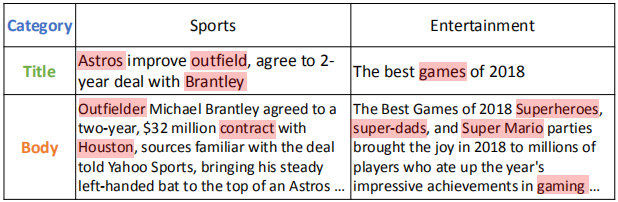 Category Sports Entertainment
Title
Astros improve outfield, agree to 2-
year deal with Brantley
The best games of 2018
Body
Outfielder Michael Brantley agreed to a
two-year, $32 million contract with
Houston, sources familiar with the deal
told Yahoo Sports, bringing his steady
left-handed bat to the top of an Astros ...
The Best Games of 2018 Superheroes,
super-dads, and Super Mario parties
brought the joy in 2018 to millions of
players who ate up the year's
impressive achievements in gaming ...